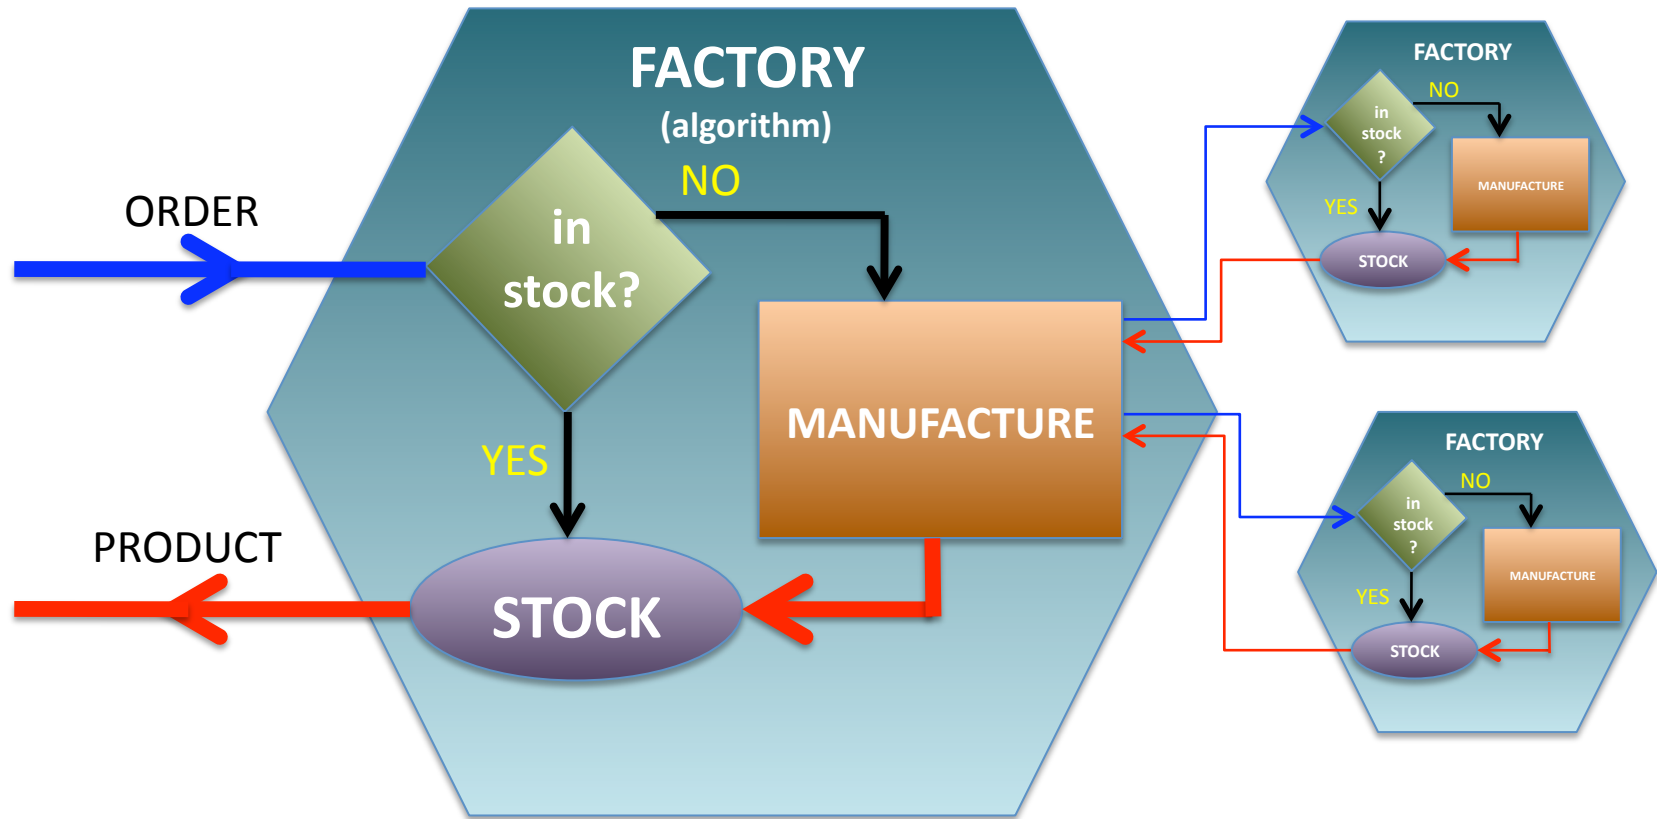 FACTORY
(algorithm)
NO
ORDER
in
stock?
MANUFACTURE
YES
PRODUCT
STOCK
FACTORY
NO
in
stock
?
MANUFACTURE
YES
STOCK
FACTORY
NO
in
stock
?
MANUFACTURE
YES
STOCK